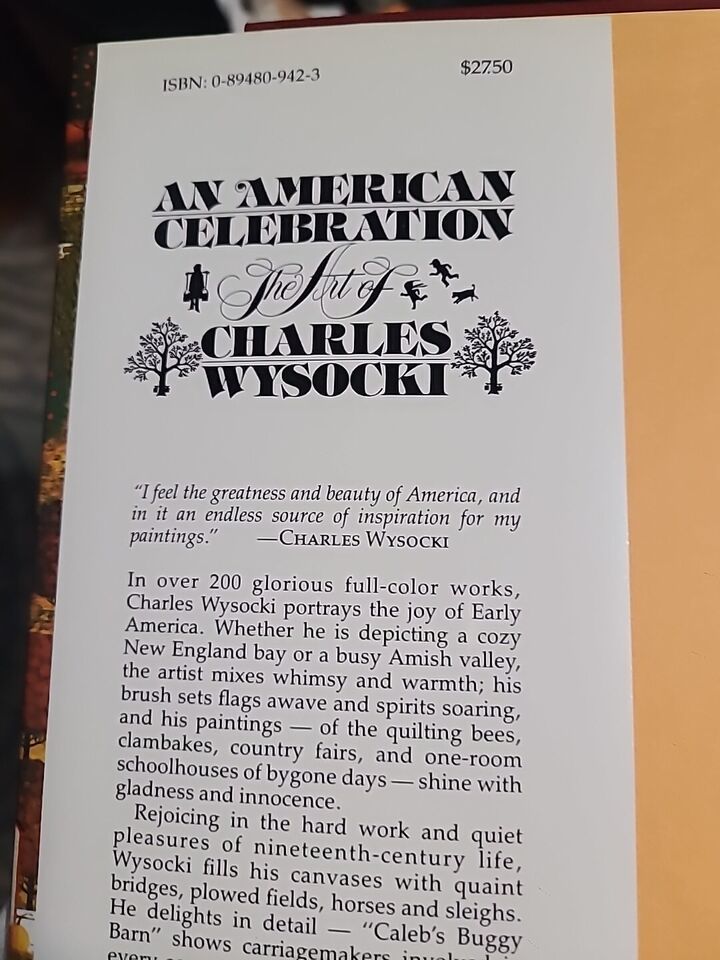 ISBN: 0-89480-942-3
$27.50
AN AMERICAN
CELEBRATION
The Art of
CHARLES
WYSOCKI
"I feel the greatness and beauty of America, and
in it an endless source of inspiration for my
paintings." —CHARLES WYSOCKI
In over 200 glorious full-color works,
Charles Wysocki portrays the joy of Early
America. Whether he is depicting a cozy
New England bay or a busy Amish valley,
the artist mixes whimsy and warmth; his
brush sets flags awave and spirits soaring,
and his paintings — of the quilting bees,
clambakes, country fairs, and one-room
schoolhouses of bygone days — shine with
gladness and innocence.
Rejoicing in the hard work and quiet
pleasures of nineteenth-century life,
Wysocki fills his canvases with quaint
bridges, plowed fields, horses and sleighs.
He delights in detail — "Caleb's Buggy
Barn" shows carriagemakers involved in
every